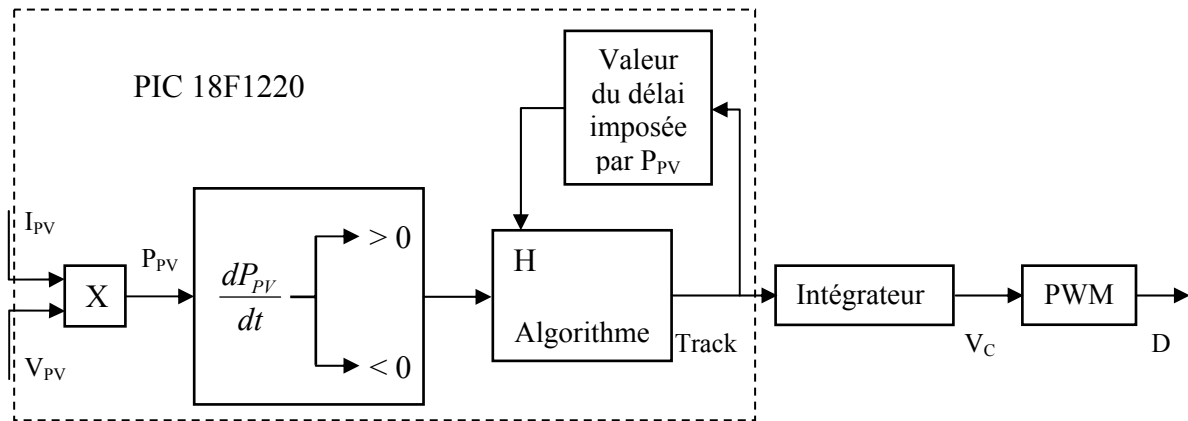 PIC 18F1220
Valeur
du délai
imposée
par P_PV
I_PV
V_PV
X
P_PV
dP_PV
dt
> 0
< 0
H
Algorithme
Track
Intégrateur
V_C
PWM
D